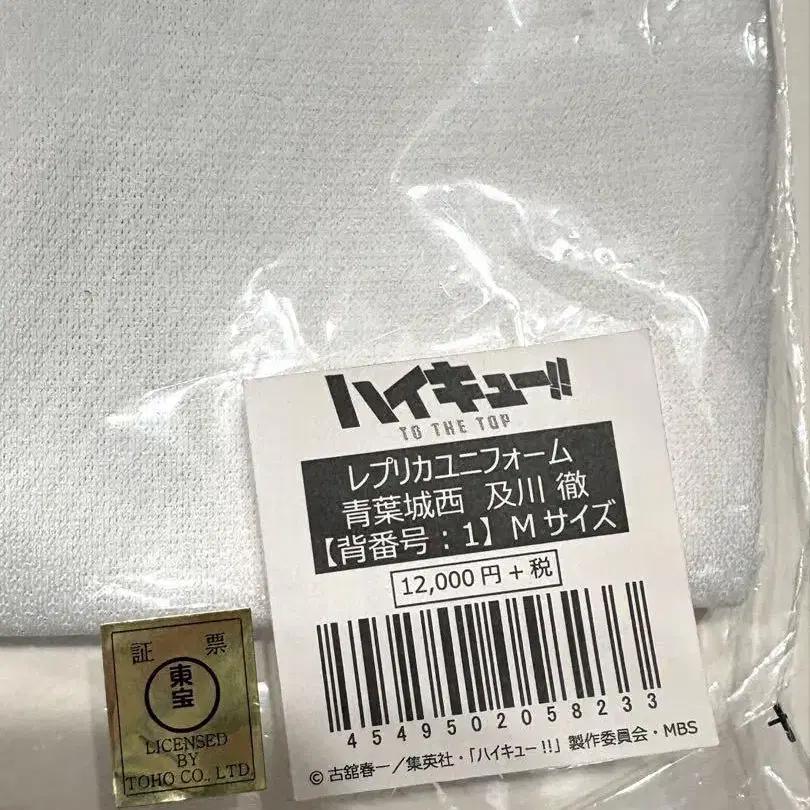 ハイキュー!!
TO THE TOP
レプリカユニフォーム
青葉城西 及川 徹
【背番号：1】Mサイズ
12,000円+税
4549502058233
©古舘春一／集英社・「ハイキュー!!」製作委員会・MBS
証 票
東宝
LICENSED
BY
TOHO CO., LTD.